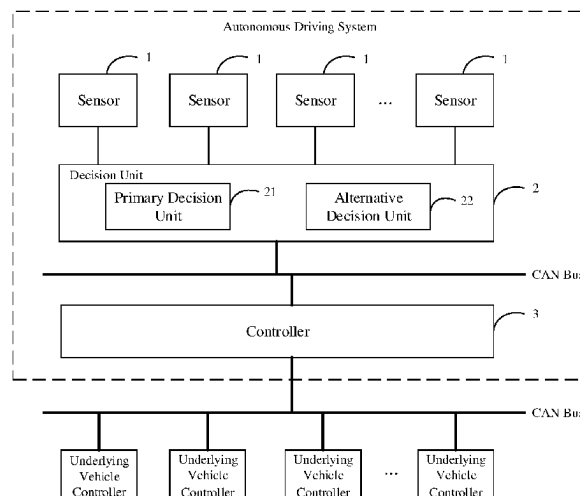 Autonomous Driving System
1 1 1 1
Sensor Sensor Sensor ... Sensor
Decision Unit
21
22
2
Primary Decision
Unit
Alternative
Decision Unit
CAN Bus
3
Controller
CAN Bus
Underlying
Vehicle
Controller
Underlying
Vehicle
Controller
Underlying
Vehicle
Controller
...
Underlying
Vehicle
Controller